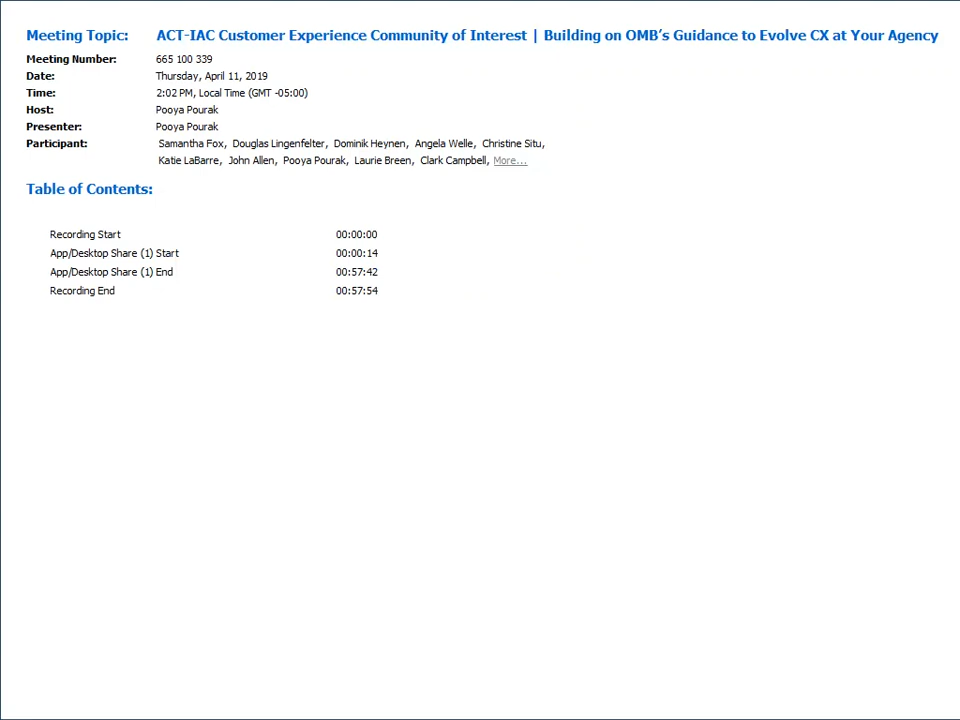 Meeting Topic: ACT-IAC Customer Experience Community of Interest | Building on OMB's Guidance to Evolve CX at Your Agency
Meeting Number: 665 100 339
Date: Thursday, April 11, 2019
Time: 2:02 PM, Local Time (GMT -05:00)
Host: Pooya Pourak
Presenter: Pooya Pourak
Participant: Samantha Fox, Douglas Lingenfelter, Dominik Heynen, Angela Welle, Christine Situ,
Katie LaBarre, John Allen, Pooya Pourak, Laurie Breen, Clark Campbell, More...
Table of Contents:
Recording Start 00:00:00
App/Desktop Share (1) Start 00:00:14
App/Desktop Share (1) End 00:57:42
Recording End 00:57:54